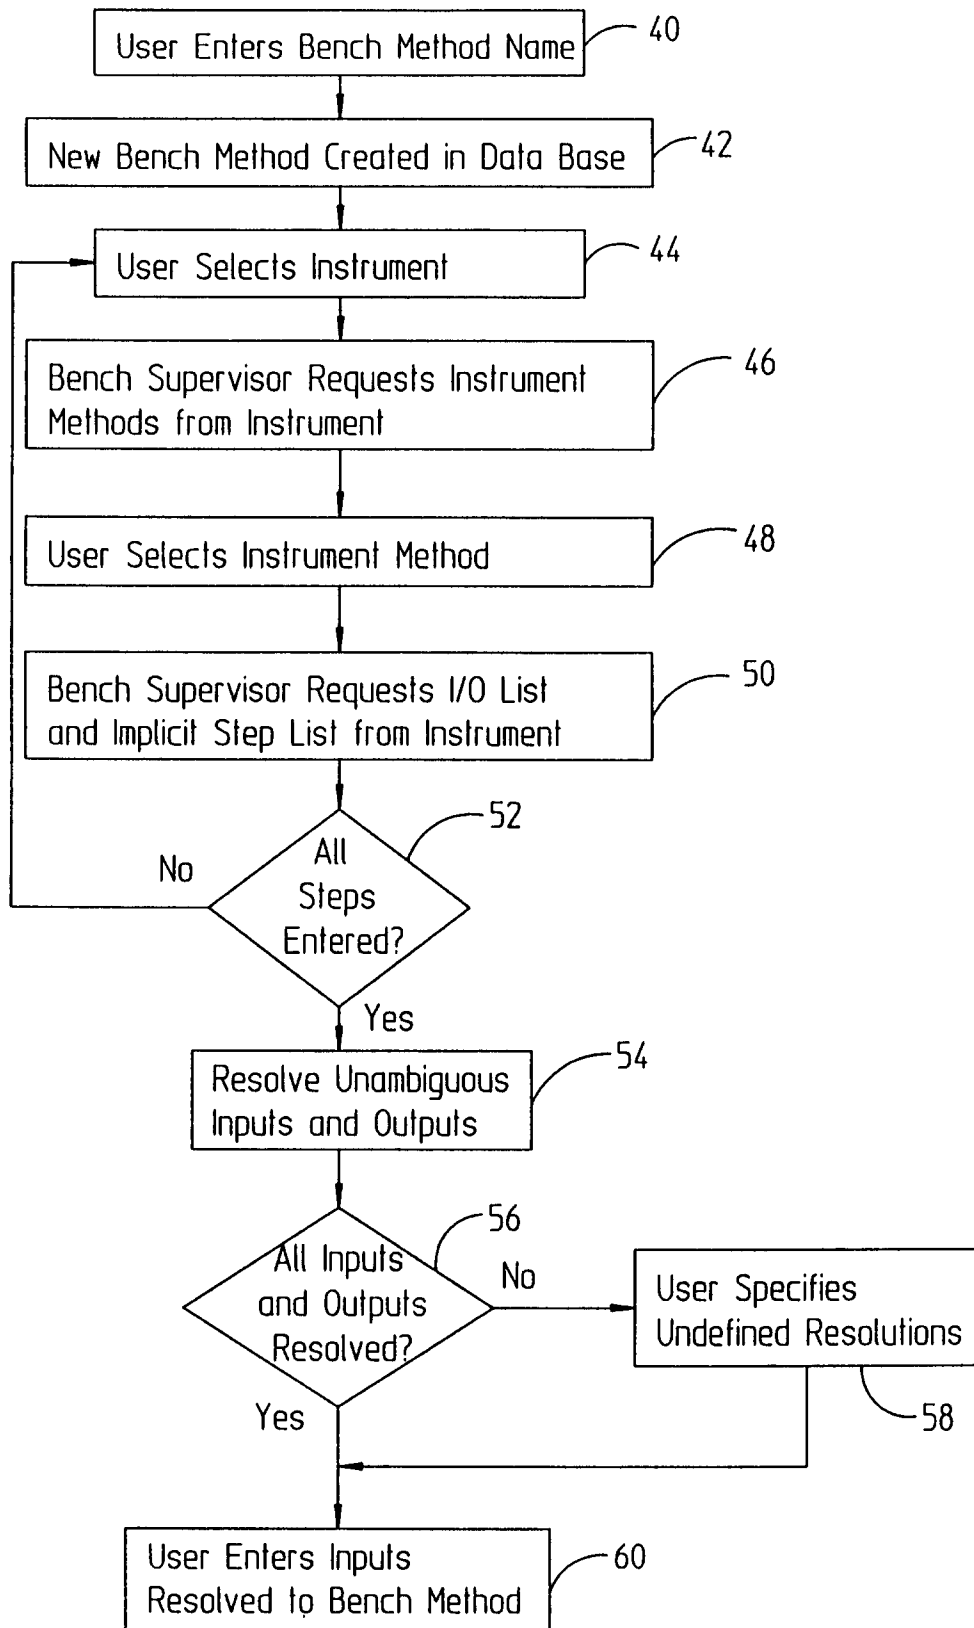 User Enters Bench Method Name
40
New Bench Method Created in Data Base
42
User Selects Instrument
44
Bench Supervisor Requests Instrument
Methods from Instrument
46
User Selects Instrument Method
48
Bench Supervisor Requests I/O List
and Implicit Step List from Instrument
50
All
Steps
Entered?
52
No
Yes
Resolve Unambiguous
Inputs and Outputs
54
All Inputs
and Outputs
Resolved?
56
No
User Specifies
Undefined Resolutions
58
Yes
User Enters Inputs
Resolved to Bench Method
60